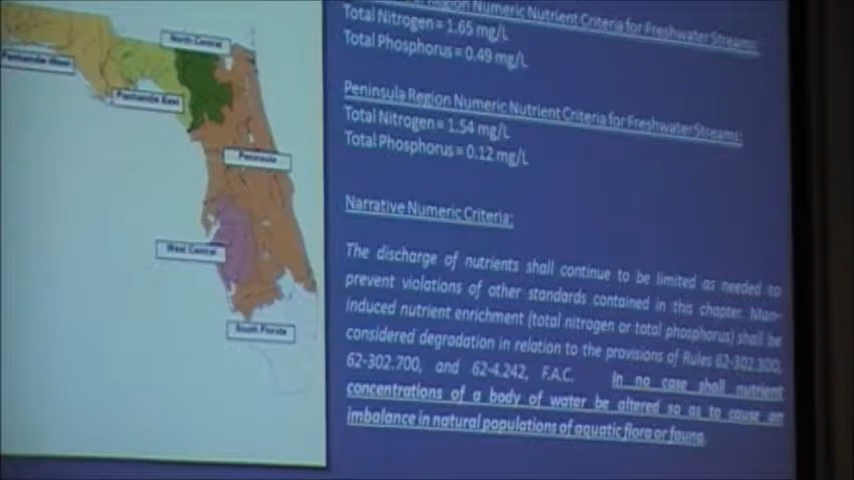 Region Numeric Nutrient Criteria for Freshwater Streams:
Total Nitrogen = 1.65 mg/L
Total Phosphorus = 0.49 mg/L
Peninsula Region Numeric Nutrient Criteria for Freshwater Streams:
Total Nitrogen = 1.54 mg/L
Total Phosphorus = 0.12 mg/L
Narrative Numeric Criteria:
The discharge of nutrients shall continue to be limited as needed to
prevent violations of other standards contained in this chapter. Man-
induced nutrient enrichment (total nitrogen or total phosphorus) shall be
considered degradation in relation to the provisions of Rules 62-302.300,
62-302.700, and 62-4.242, F.A.C. In no case shall nutrient
concentrations of a body of water be altered so as to cause an
imbalance in natural populations of aquatic flora or fauna.
North Central
Panhandle West
Panhandle East
Peninsula
West Central
South Florida